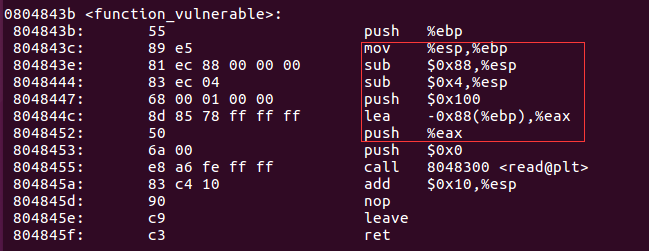 0804843b <function_vulnerable>:
804843b: 55 push %ebp
804843c: 89 e5 mov %esp,%ebp
804843e: 81 ec 88 00 00 00 sub $0x88,%esp
8048444: 83 ec 04 sub $0x4,%esp
8048447: 68 00 01 00 00 push $0x100
804844c: 8d 85 78 ff ff ff lea -0x88(%ebp),%eax
8048452: 50 push %eax
8048453: 6a 00 push $0x0
8048455: e8 a6 fe ff ff call 8048300 <read@plt>
804845a: 83 c4 10 add $0x10,%esp
804845d: 90 nop
804845e: c9 leave
804845f: c3 ret